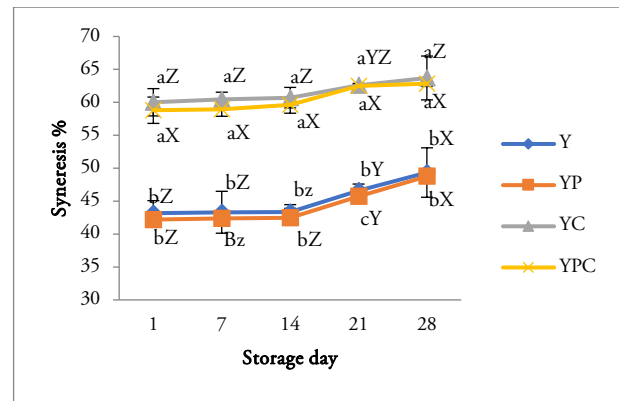 70
65
60
55
50
45
40
35
30
Syneresis %
aZ aZ aZ aYZ aZ
aX aX aX aX aX
bZ bZ bz bY bX
bZ Bz bZ cY bX
1 7 14 21 28
Storage day
Y
YP
YC
YPC